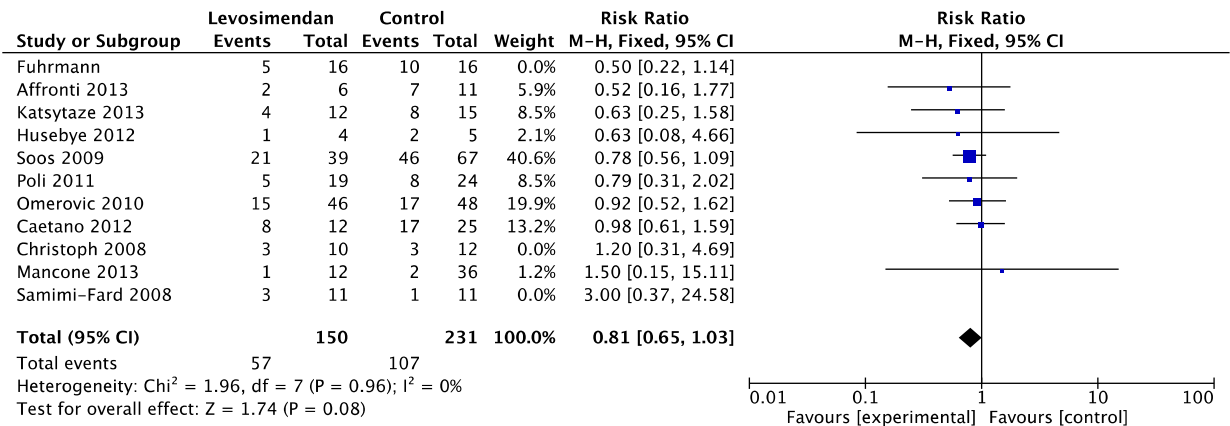 Levosimendan Control Risk Ratio Risk Ratio
Study or Subgroup Events Total Events Total Weight M-H, Fixed, 95% CI M-H, Fixed, 95% CI
Fuhrmann 5 16 10 16 0.0% 0.50 [0.22, 1.14]
Affronti 2013 2 6 7 11 5.9% 0.52 [0.16, 1.77]
Katsytaze 2013 4 12 8 15 8.5% 0.63 [0.25, 1.58]
Husebye 2012 1 4 2 5 2.1% 0.63 [0.08, 4.66]
Soos 2009 21 39 46 67 40.6% 0.78 [0.56, 1.09]
Poli 2011 5 19 8 24 8.5% 0.79 [0.31, 2.02]
Omerovic 2010 15 46 17 48 19.9% 0.92 [0.52, 1.62]
Caetano 2012 8 12 17 25 13.2% 0.98 [0.61, 1.59]
Christoph 2008 3 10 3 12 0.0% 1.20 [0.31, 4.69]
Mancone 2013 1 12 2 36 1.2% 1.50 [0.15, 15.11]
Samimi-Fard 2008 3 11 1 11 0.0% 3.00 [0.37, 24.58]
Total (95% CI) 150 231 100.0% 0.81 [0.65, 1.03]
Total events 57 107
Heterogeneity: Chi² = 1.96, df = 7 (P = 0.96); I² = 0%
Test for overall effect: Z = 1.74 (P = 0.08)
0.01 0.1 1 10 100
Favours [experimental] Favours [control]